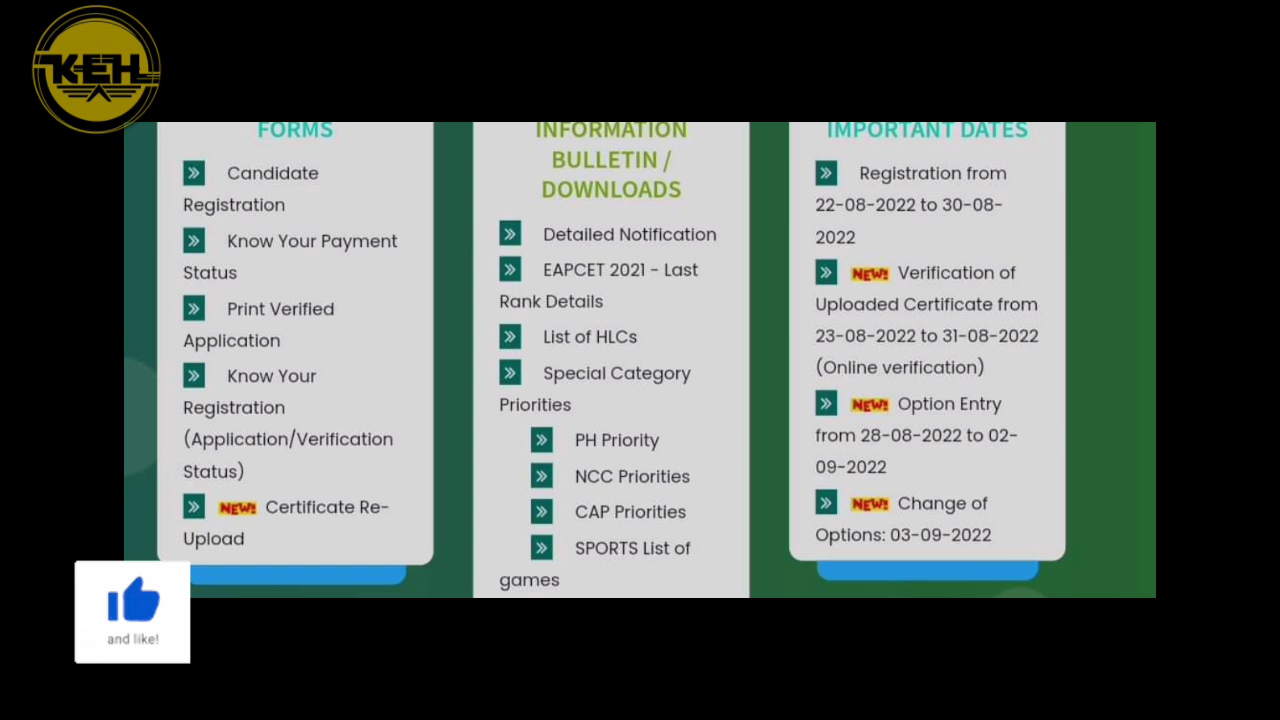 KEH
FORMS
Candidate
Registration
Know Your Payment
Status
Print Verified
Application
Know Your
Registration
(Application/Verification
Status)
NEW! Certificate Re-
Upload
INFORMATION
BULLETIN /
DOWNLOADS
Detailed Notification
EAPCET 2021 - Last
Rank Details
List of HLCs
Special Category
Priorities
PH Priority
NCC Priorities
CAP Priorities
SPORTS List of
games
IMPORTANT DATES
Registration from
22-08-2022 to 30-08-
2022
NEW! Verification of
Uploaded Certificate from
23-08-2022 to 31-08-2022
(Online verification)
NEW! Option Entry
from 28-08-2022 to 02-
09-2022
NEW! Change of
Options: 03-09-2022
and like!